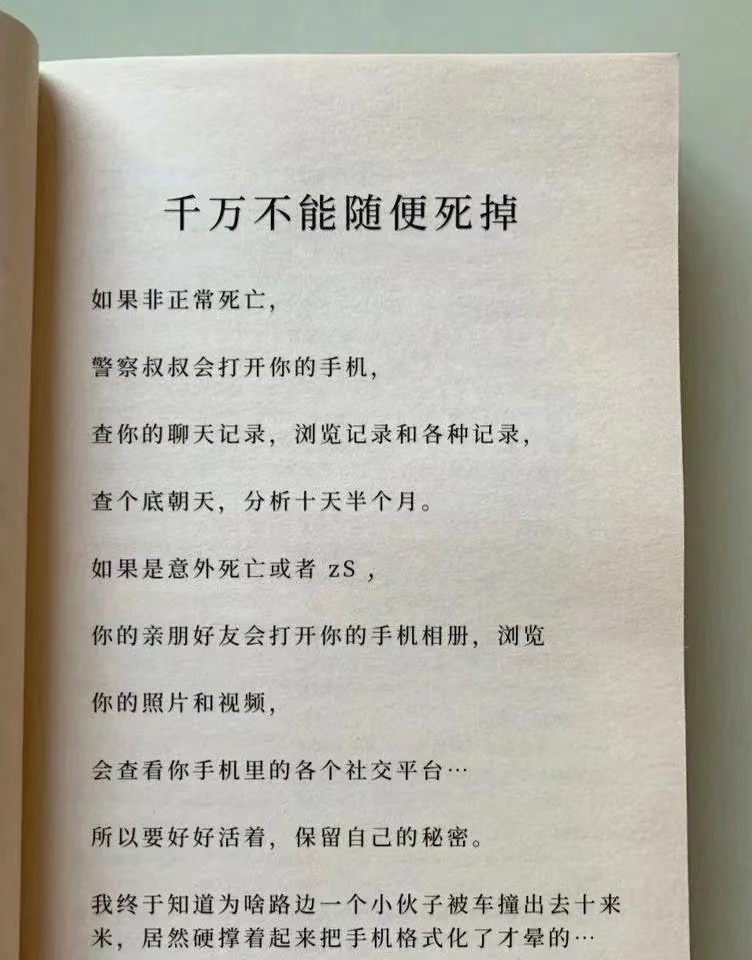 千万不能随便死掉
如果非正常死亡，
警察叔叔会打开你的手机，
查你的聊天记录，浏览记录和各种记录，
查个底朝天，分析十天半个月。
如果是意外死亡或者 zS ，
你的亲朋好友会打开你的手机相册，浏览
你的照片和视频，
会查看你手机里的各个社交平台…
所以要好好活着，保留自己的秘密。
我终于知道为啥路边一个小伙子被车撞出去十来
米，居然硬撑着起来把手机格式化了才晕的…